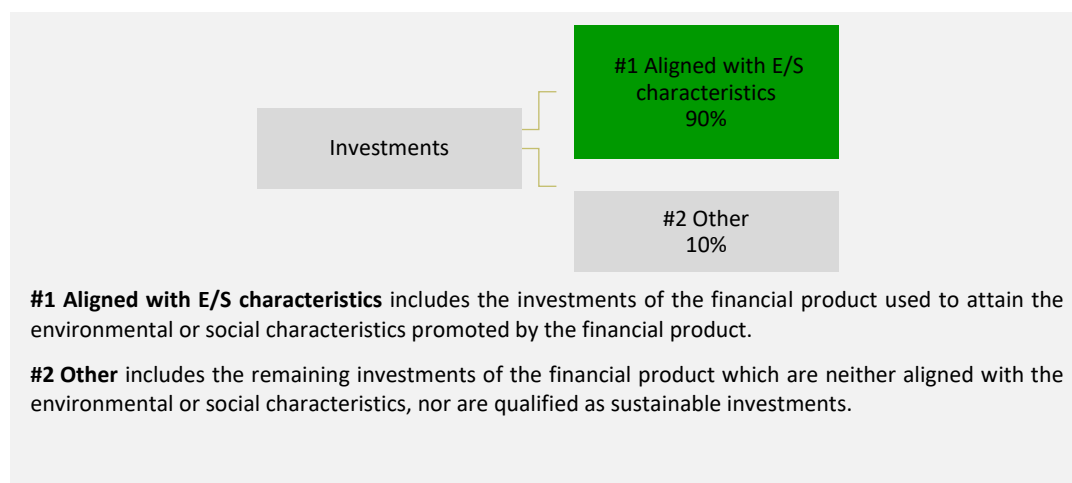 #1 Aligned with E/S
characteristics
90%
Investments
#2 Other
10%
#1 Aligned with E/S characteristics includes the investments of the financial product used to attain the
environmental or social characteristics promoted by the financial product.
#2 Other includes the remaining investments of the financial product which are neither aligned with the
environmental or social characteristics, nor are qualified as sustainable investments.